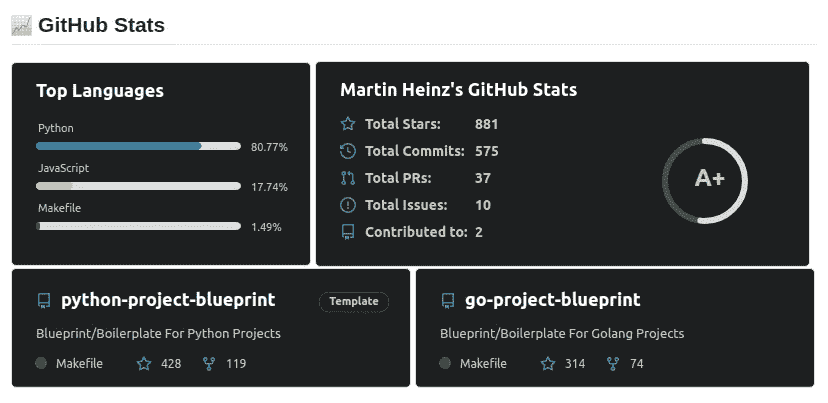 GitHub Stats
Top Languages
Python
80.77%
JavaScript
17.74%
Makefile
1.49%
Martin Heinz's GitHub Stats
Total Stars: 881
Total Commits: 575
Total PRs: 37
Total Issues: 10
Contributed to: 2
A+
python-project-blueprint Template
Blueprint/Boilerplate For Python Projects
Makefile 428 119
go-project-blueprint
Blueprint/Boilerplate For Golang Projects
Makefile 314 74